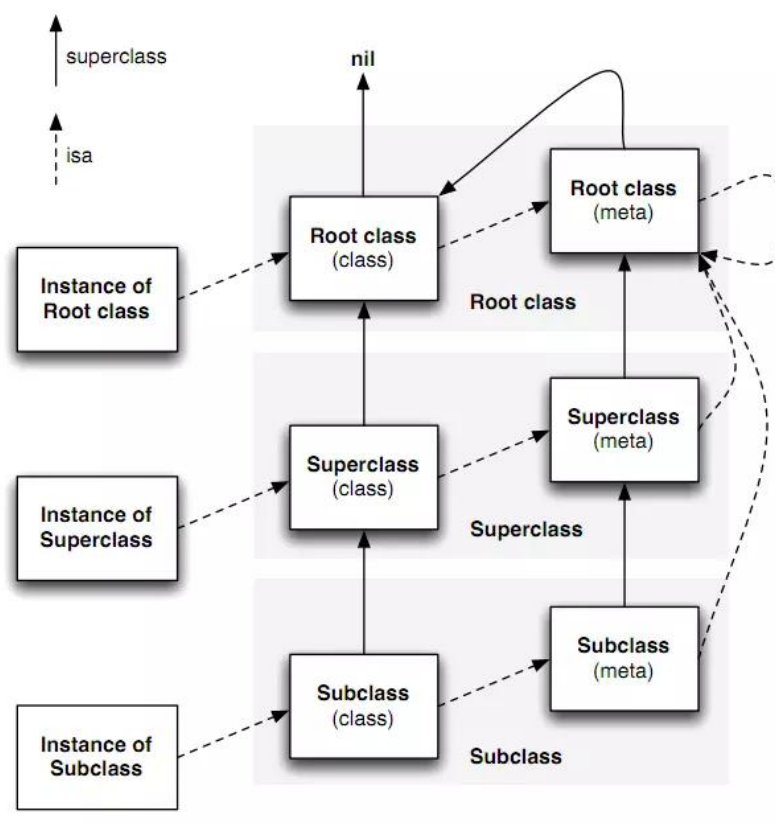 superclass
isa
nil
Root class
(meta)
Root class
(class)
Instance of
Root class
Root class
Superclass
(meta)
Superclass
(class)
Instance of
Superclass
Superclass
Subclass
(meta)
Subclass
(class)
Instance of
Subclass
Subclass